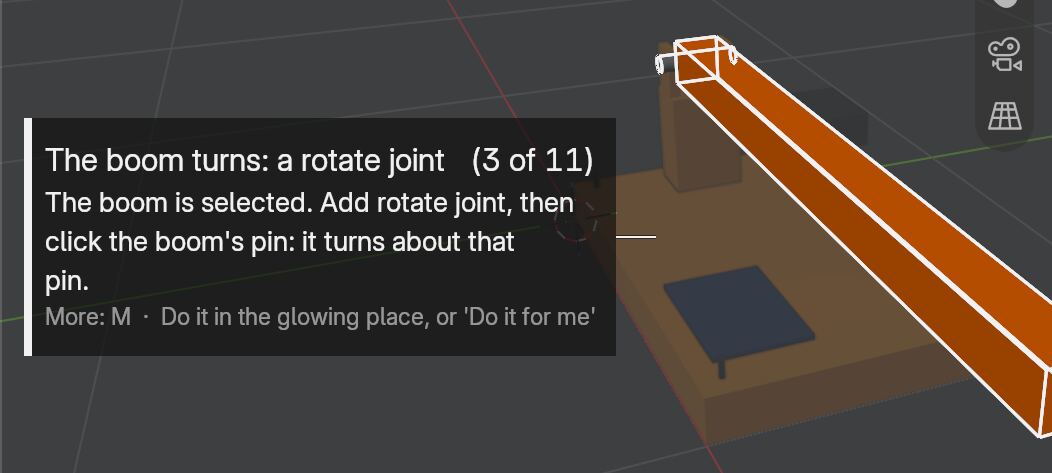 The boom turns: a rotate joint (3 of 11)
The boom is selected. Add rotate joint, then
click the boom's pin: it turns about that
pin.
More: M · Do it in the glowing place, or 'Do it for me'